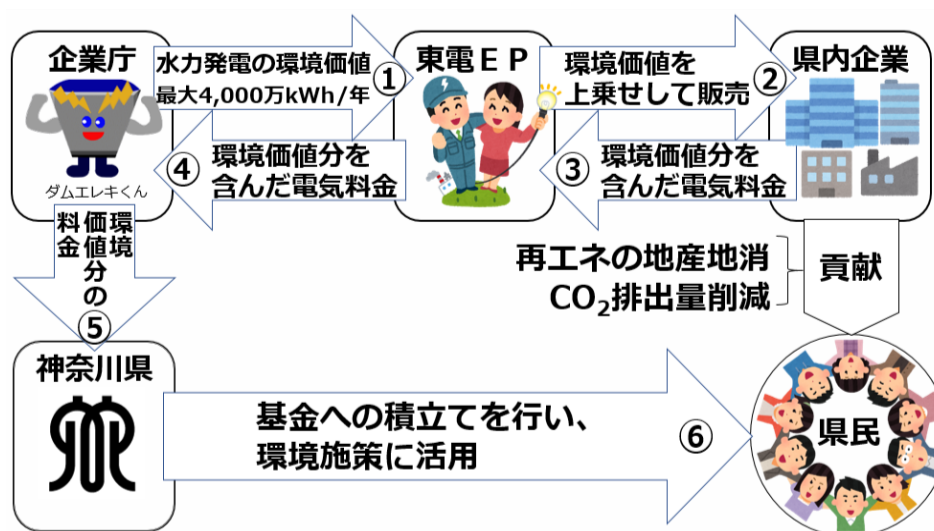 企業庁
ダムエレキくん
水力発電の環境価値
最大4,000万kWh/年
①
東電ＥＰ
環境価値を
上乗せして販売
②
県内企業
④
環境価値分を
含んだ電気料金
③
環境価値分を
含んだ電気料金
環境
価値分の
料金
⑤
再エネの地産地消
CO₂排出量削減
貢献
神奈川県
基金への積立てを行い、
環境施策に活用
⑥
県民